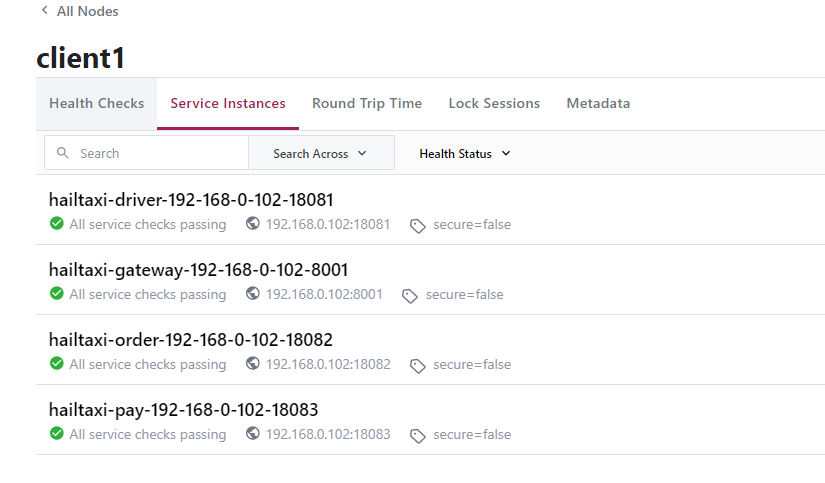 All Nodes
client1
Health Checks Service Instances Round Trip Time Lock Sessions Metadata
Search Search Across Health Status
hailtaxi-driver-192-168-0-102-18081
All service checks passing 192.168.0.102:18081 secure=false
hailtaxi-gateway-192-168-0-102-8001
All service checks passing 192.168.0.102:8001 secure=false
hailtaxi-order-192-168-0-102-18082
All service checks passing 192.168.0.102:18082 secure=false
hailtaxi-pay-192-168-0-102-18083
All service checks passing 192.168.0.102:18083 secure=false